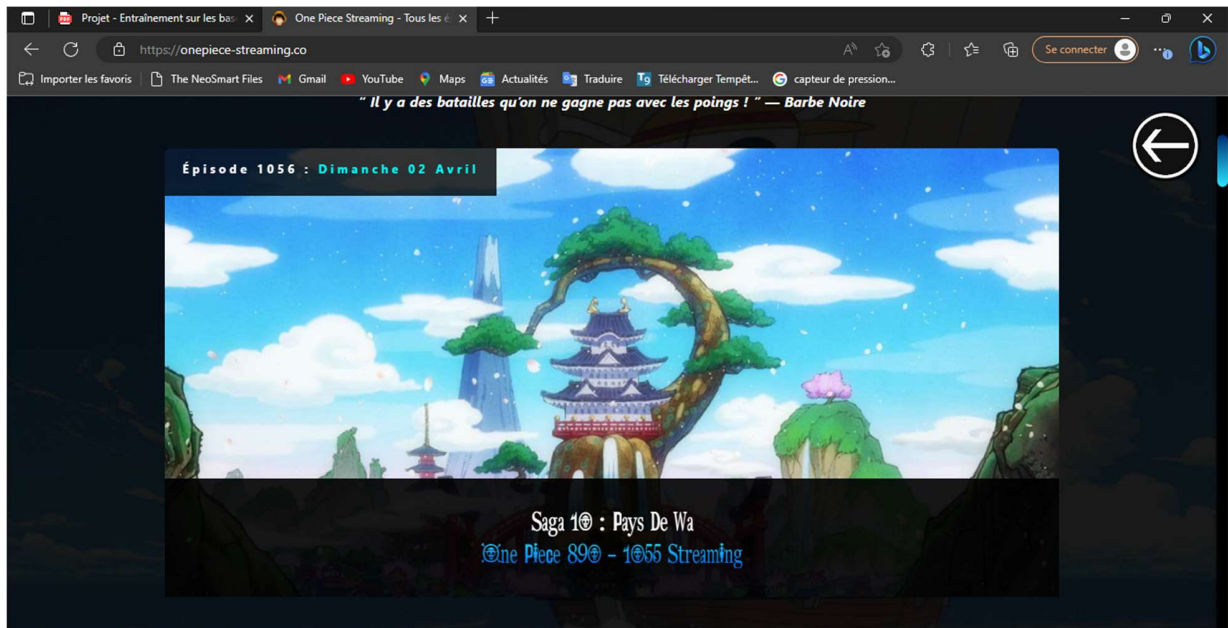 Projet - Entraînement sur les bas
One Piece Streaming - Tous les é
https://onepiece-streaming.co
Se connecter
Importer les favoris
The NeoSmart Files
Gmail
YouTube
Maps
Actualités
Traduire
Télécharger Tempêt...
capteur de pression...
“ Il y a des batailles qu'on ne gagne pas avec les poings ! ” — Barbe Noire
Épisode 1056 : Dimanche 02 Avril
Saga 10 : Pays De Wa
One Piece 890 - 1055 Streaming